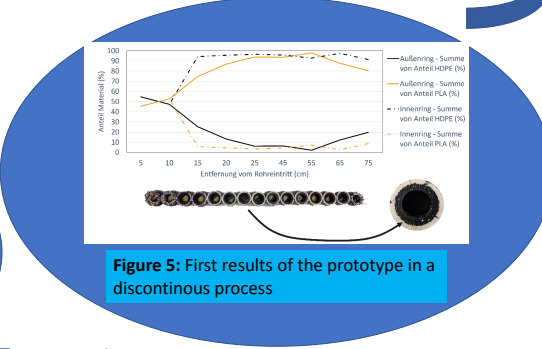 100
90
80
70
60
50
40
30
20
10
0
Anteil Material (%)
5 10 15 20 25 45 55 65 75
Entfernung vom Rohreintritt (cm)
Außenring - Summe
von Anteil HDPE (%)
Außenring - Summe
von Anteil PLA (%)
Innenring - Summe
von Anteil HDPE (%)
Innenring - Summe
von Anteil PLA (%)
Figure 5: First results of the prototype in a
discontinous process